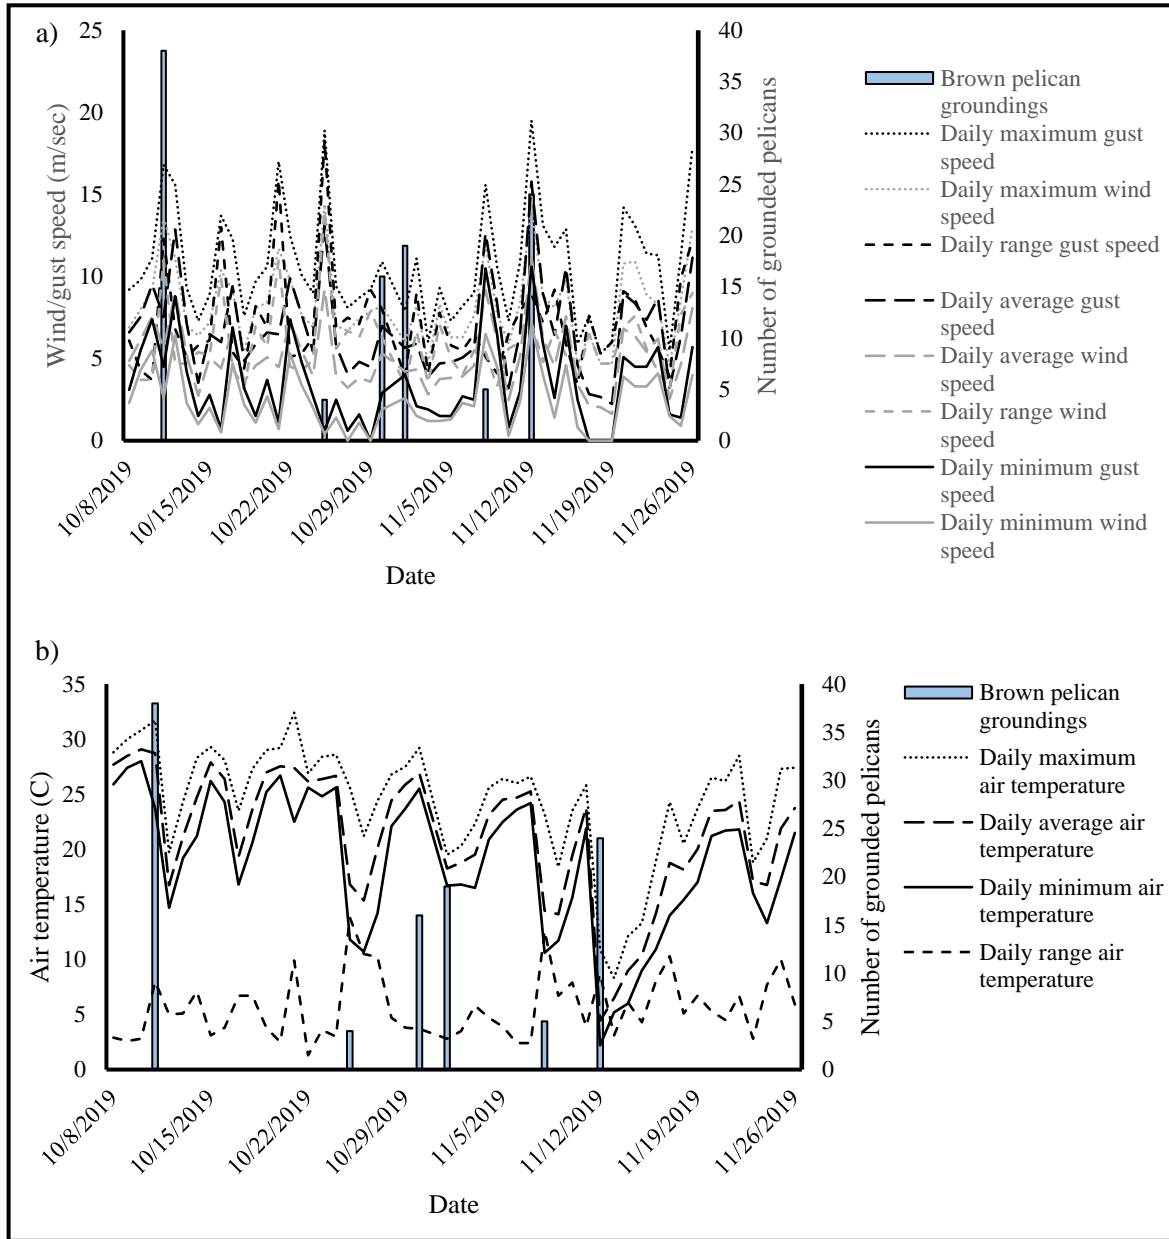 a)
25
20
15
10
5
0
Wind/gust speed (m/sec)
40
35
30
25
20
15
10
5
0
Number of grounded pelicans
10/8/2019
10/15/2019
10/22/2019
10/29/2019
11/5/2019
11/12/2019
11/19/2019
11/26/2019
Date
Brown pelican
groundings
Daily maximum gust
speed
Daily maximum wind
speed
Daily range gust speed
Daily average gust
speed
Daily average wind
speed
Daily range wind
speed
Daily minimum gust
speed
Daily minimum wind
speed
b)
35
30
25
20
15
10
5
0
Air temperature (C)
40
35
30
25
20
15
10
5
0
Number of grounded pelicans
10/8/2019
10/15/2019
10/22/2019
10/29/2019
11/5/2019
11/12/2019
11/19/2019
11/26/2019
Date
Brown pelican
groundings
Daily maximum
air temperature
Daily average air
temperature
Daily minimum air
temperature
Daily range air
temperature